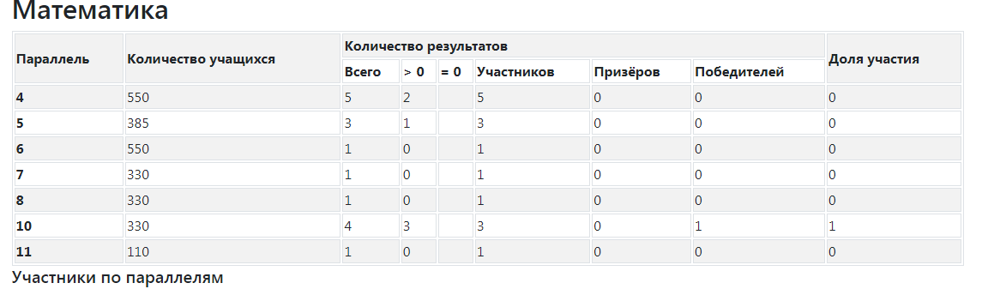 Математика
Параллель Количество учащихся Количество результатов Доля участия
Всего > 0 = 0 Участников Призёров Победителей
4 550 5 2 5 0 0 0
5 385 3 1 3 0 0 0
6 550 1 0 1 0 0 0
7 330 1 0 1 0 0 0
8 330 1 0 1 0 0 0
10 330 4 3 3 0 1 1
11 110 1 0 1 0 0 0
Участники по параллелям